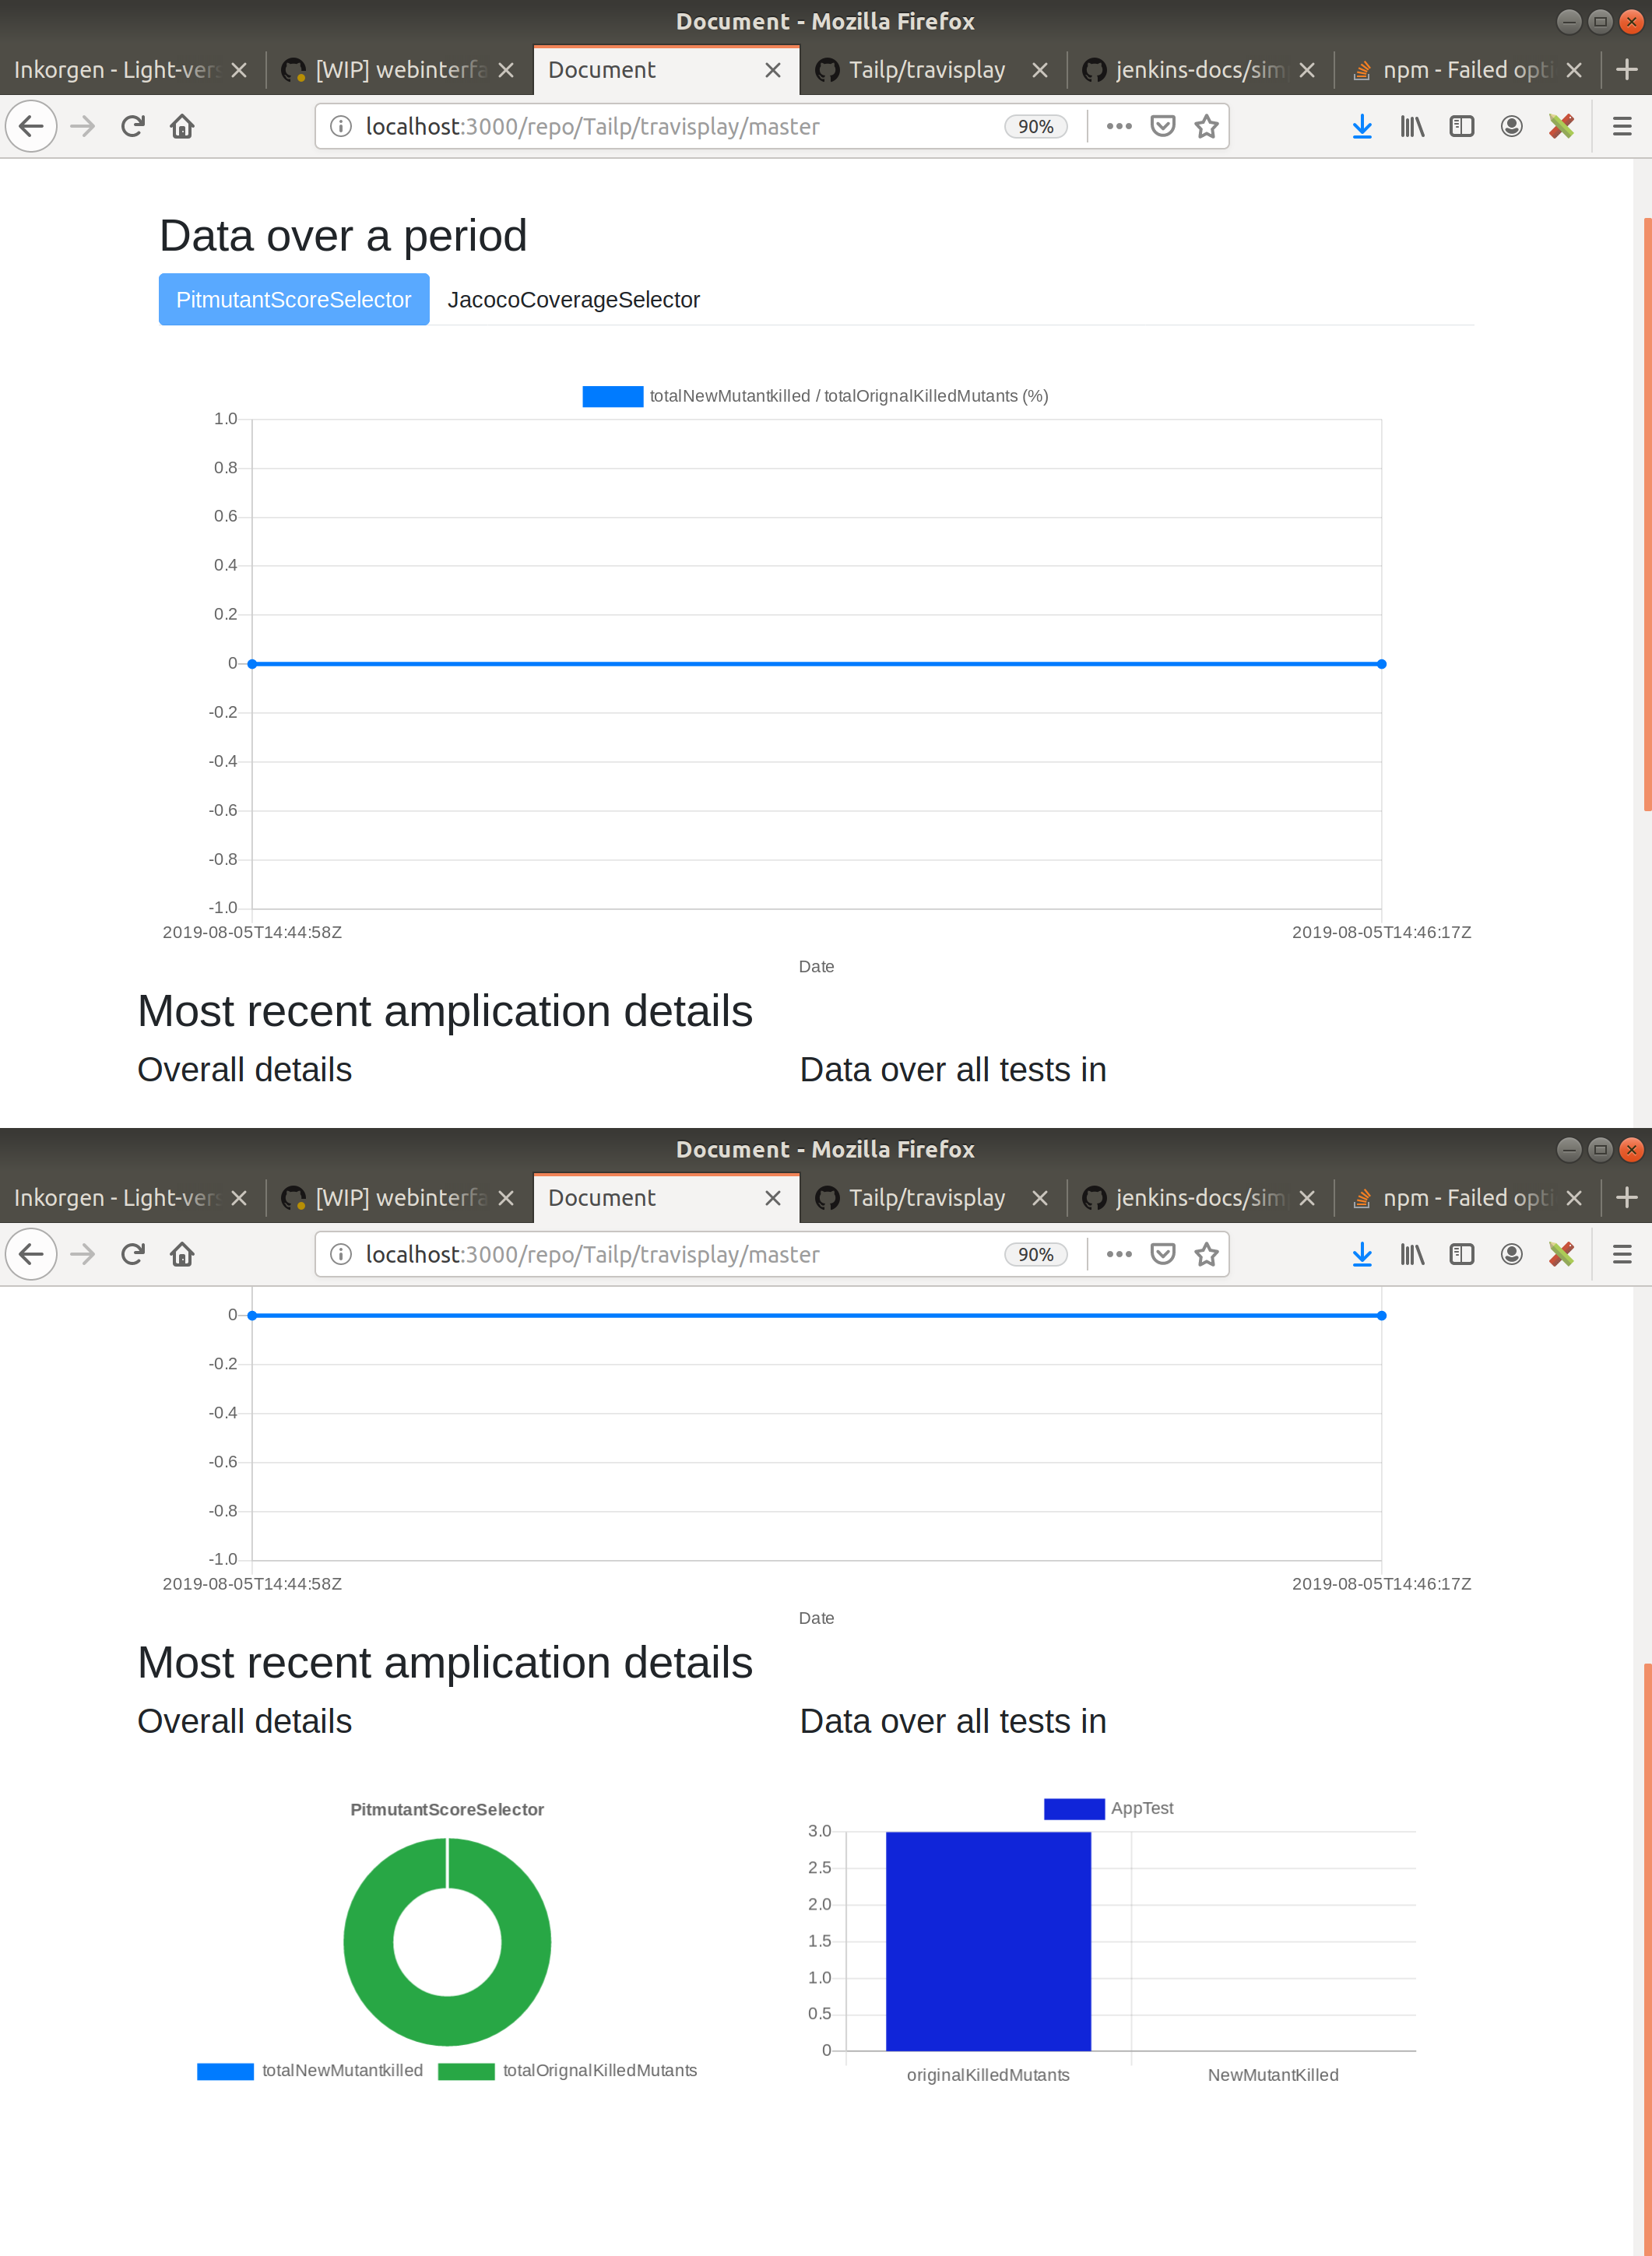 Document - Mozilla Firefox
Inkorgen - Light-vers [WIP] webinterfa Document Tailp/travisplay jenkins-docs/sim npm - Failed opti
localhost:3000/repo/Tailp/travisplay/master 90%
Data over a period
PitmutantScoreSelector JacocoCoverageSelector
totalNewMutantkilled / totalOrignalKilledMutants (%)
1.0
0.8
0.6
0.4
0.2
0
-0.2
-0.4
-0.6
-0.8
-1.0
2019-08-05T14:44:58Z 2019-08-05T14:46:17Z
Date
Most recent amplication details
Overall details Data over all tests in
Document - Mozilla Firefox
Inkorgen - Light-vers [WIP] webinterfa Document Tailp/travisplay jenkins-docs/sim npm - Failed opti
localhost:3000/repo/Tailp/travisplay/master 90%
0
-0.2
-0.4
-0.6
-0.8
-1.0
2019-08-05T14:44:58Z 2019-08-05T14:46:17Z
Date
Most recent amplication details
Overall details Data over all tests in
PitmutantScoreSelector
totalNewMutantkilled totalOrignalKilledMutants
AppTest
3.0
2.5
2.0
1.5
1.0
0.5
0
originalKilledMutants NewMutantKilled